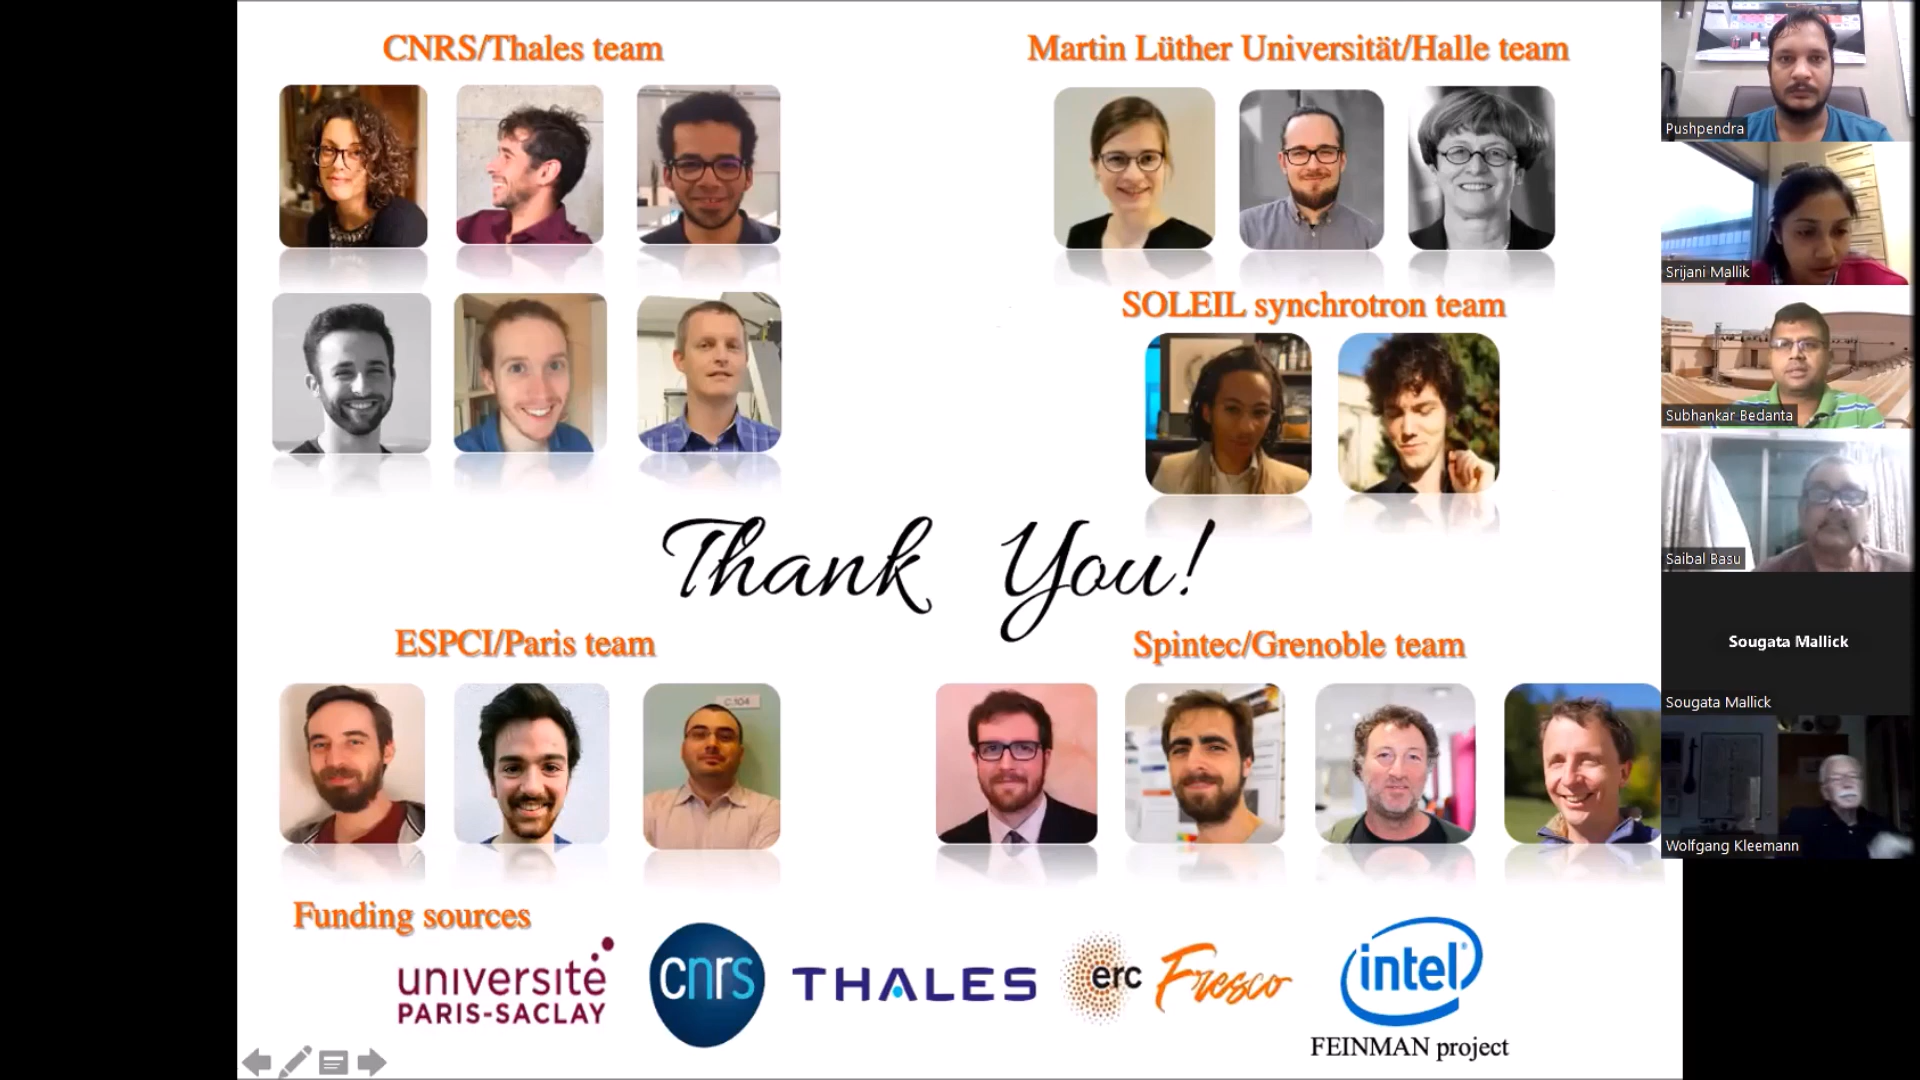 CNRS/Thales team
Martin Lüther Universität/Halle team
SOLEIL synchrotron team
Thank You!
ESPCI/Paris team
Spintec/Grenoble team
C.104
Funding sources
université
PARIS-SACLAY
cnrs
THALES
erc
Fresco
intel
FEINMAN project
Pushpendra
Srijani Mallik
Subhankar Bedanta
Saibal Basu
Sougata Mallick
Sougata Mallick
Wolfgang Kleemann